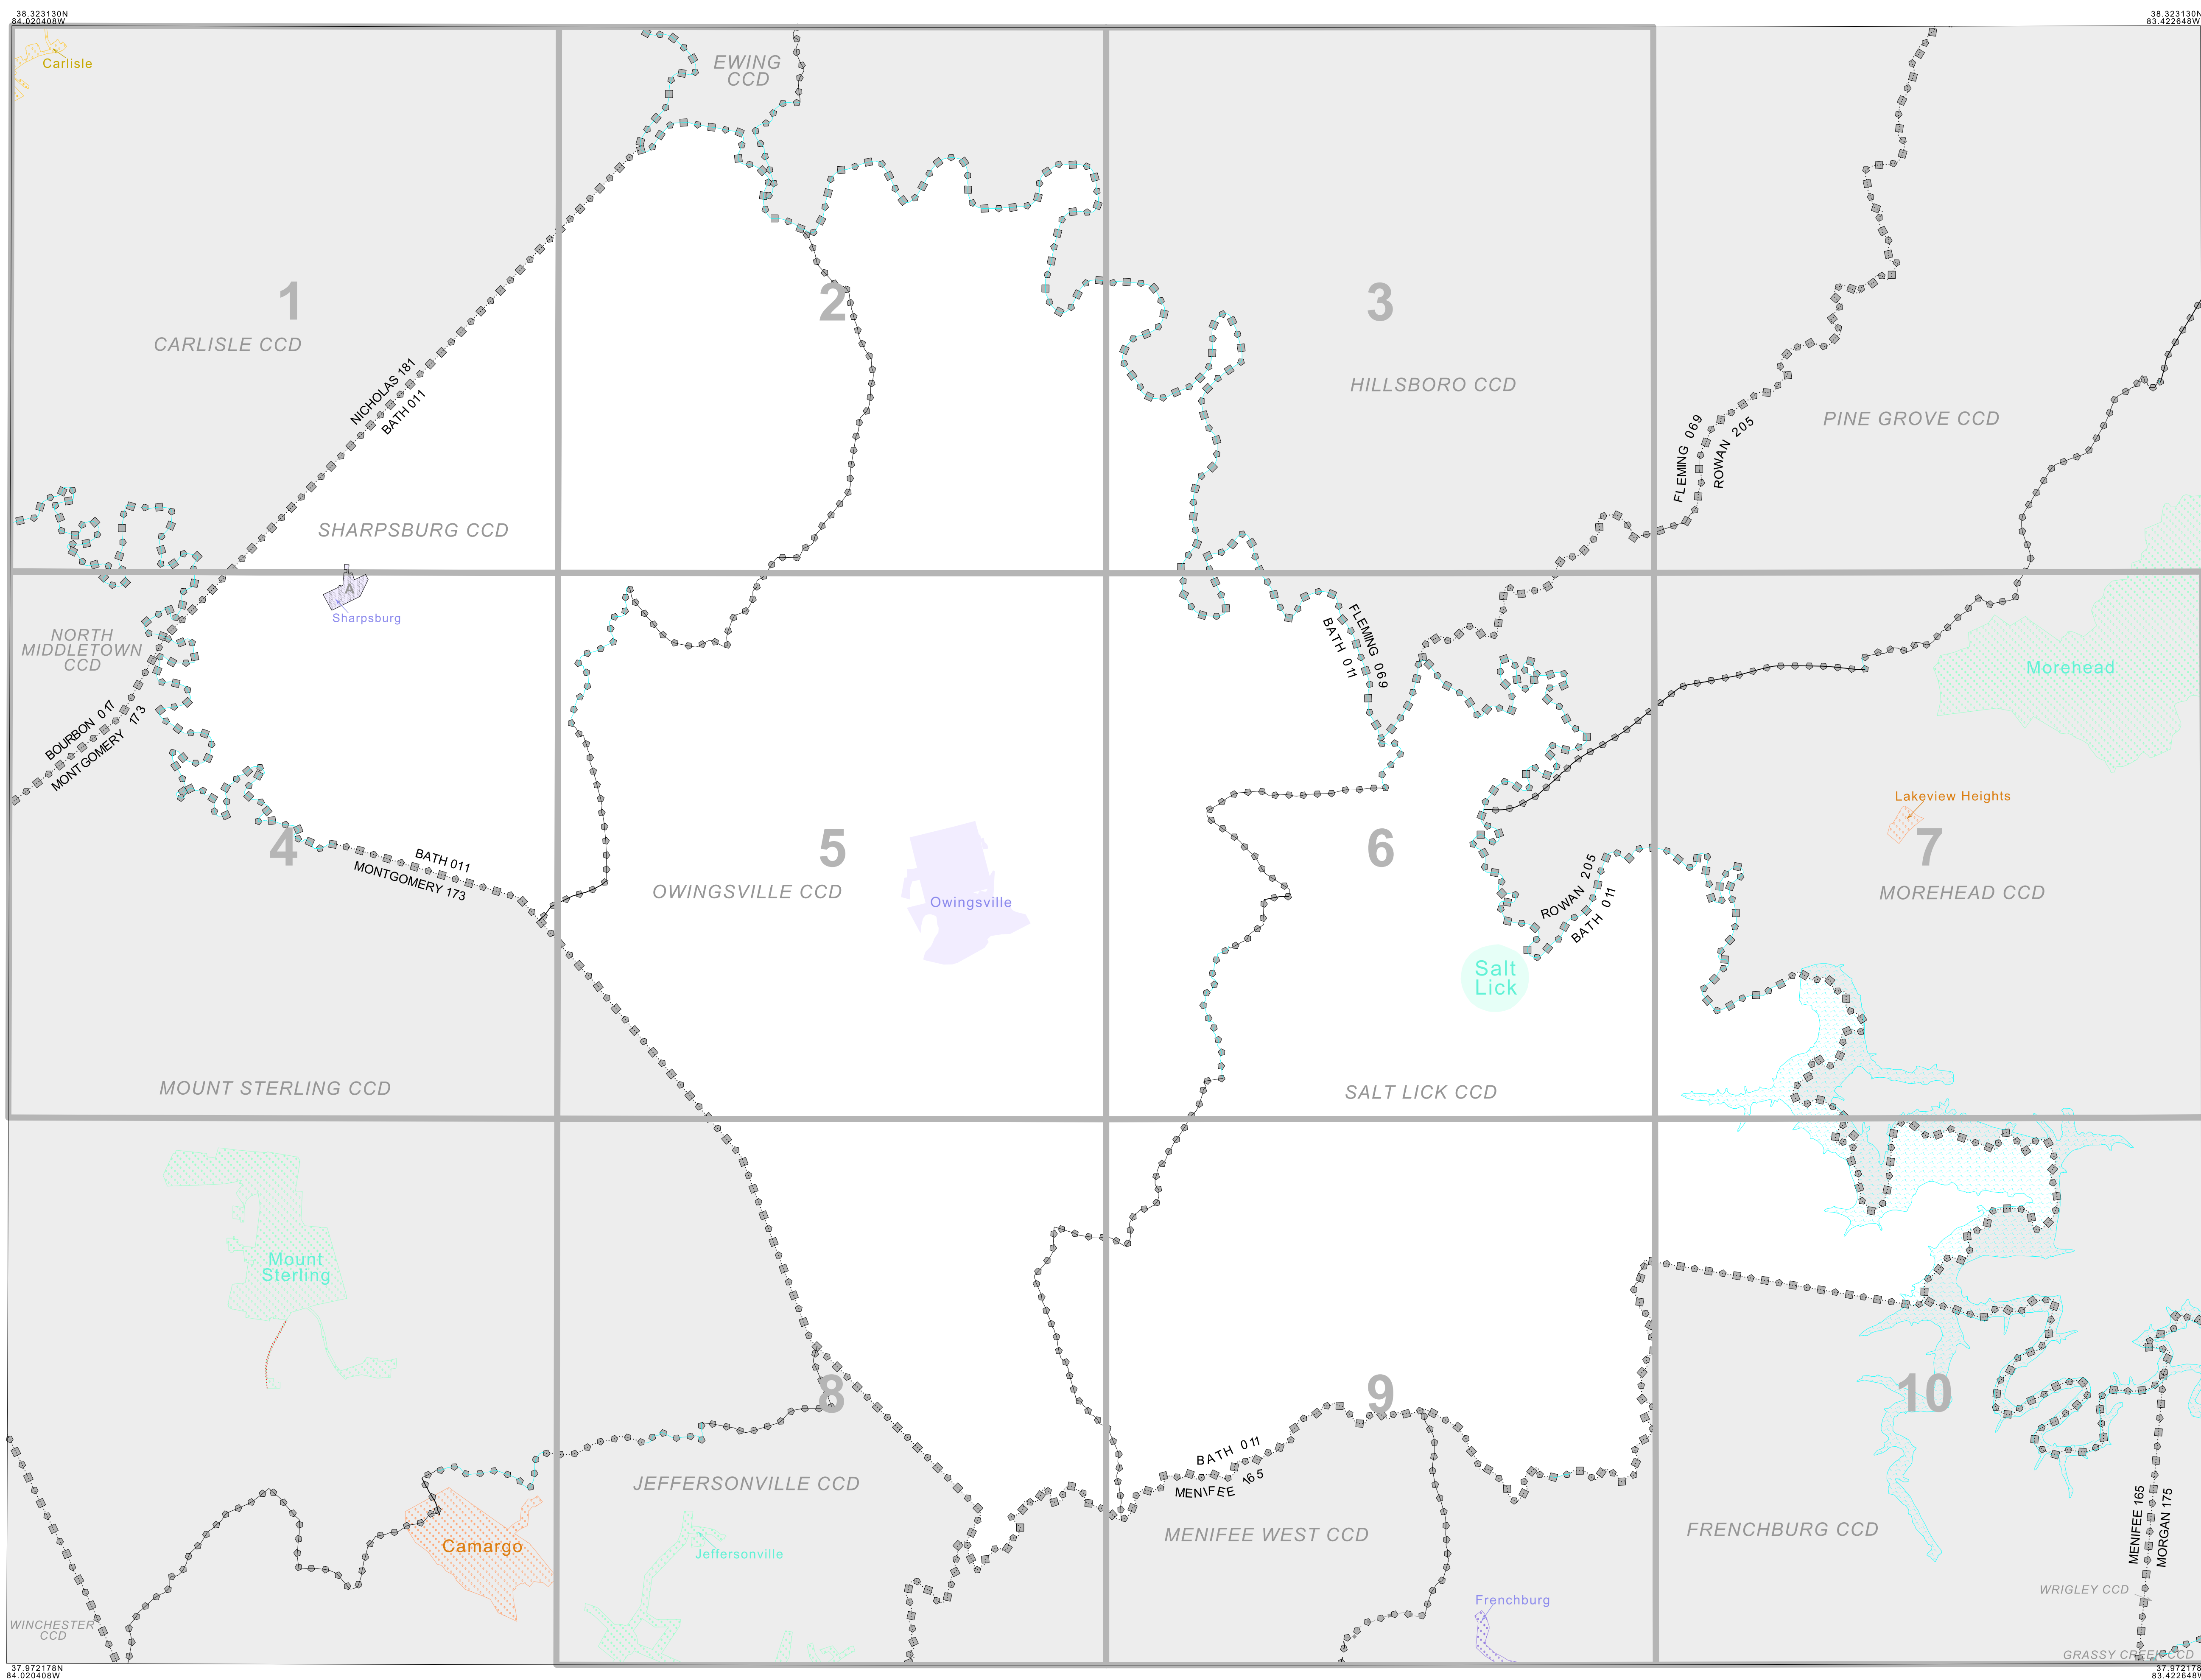 38.323130N
84.020408W
38.323130N
83.422648W
Carlisle
EWING
CCD
1
2
3
CARLISLE CCD
NICHOLAS 181
BATH 011
HILLSBORO CCD
PINE GROVE CCD
FLEMING 069
ROWAN 205
SHARPSBURG CCD
A
Sharpsburg
NORTH
MIDDLETOWN
CCD
BOURBON 017
MONTGOMERY 173
FLEMING 069
BATH 011
Morehead
Lakeview Heights
4
5
6
7
BATH 011
MONTGOMERY 173
OWINGSVILLE CCD
Owingsville
ROWAN 205
BATH 011
MOREHEAD CCD
Salt
Lick
MOUNT STERLING CCD
SALT LICK CCD
Mount
Sterling
8
9
10
JEFFERSONVILLE CCD
BATH 011
MENIFEE 165
MENIFEE WEST CCD
FRENCHBURG CCD
MENIFEE 165
MORGAN 175
Camargo
Jeffersonville
Frenchburg
WRIGLEY CCD
WINCHESTER
CCD
GRASSY CREEK CCD
37.972178N
84.020408W
37.972178N
83.422648W